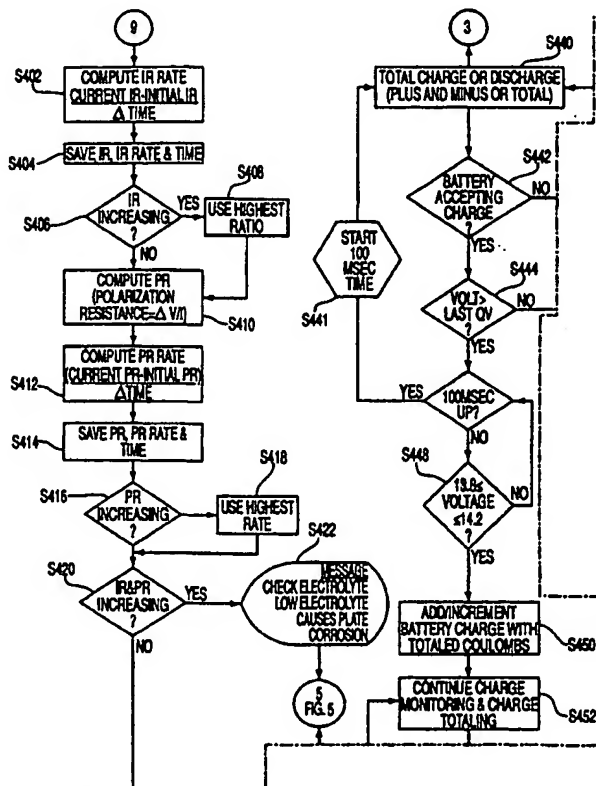 9
S402
COMPUTE IR RATE
CURRENT IR-INITIAL IR
Δ TIME
S404
SAVE IR, IR RATE & TIME
S406
IR
INCREASING
?
YES
NO
S408
USE HIGHEST
RATIO
COMPUTE PR
(POLARIZATION
RESISTANCE=Δ V/I)
S410
COMPUTE PR RATE
(CURRENT PR-INITIAL PR)
ΔTIME
S412
S414
SAVE PR, PR RATE &
TIME
S416
PR
INCREASING
?
S418
USE HIGHEST
RATE
S420
IR&PR
INCREASING
?
YES
NO
S422
MESSAGE
CHECK ELECTROLYTE
LOW ELECTROLYTE
CAUSES PLATE
CORROSION
5
FIG. 5
3
S440
TOTAL CHARGE OR DISCHARGE
(PLUS AND MINUS OR TOTAL)
S442
BATTERY
ACCEPTING
CHARGE
?
NO
YES
START
100
MSEC
TIME
S441
S444
VOLT>
LAST QV
?
NO
YES
100MSEC
UP?
YES
NO
S448
13.8≤
VOLTAGE
≤14.2
?
NO
YES
ADD/INCREMENT
BATTERY CHARGE WITH
TOTALED COULOMBS
S450
CONTINUE CHARGE
MONITORING & CHARGE
TOTALING
S452